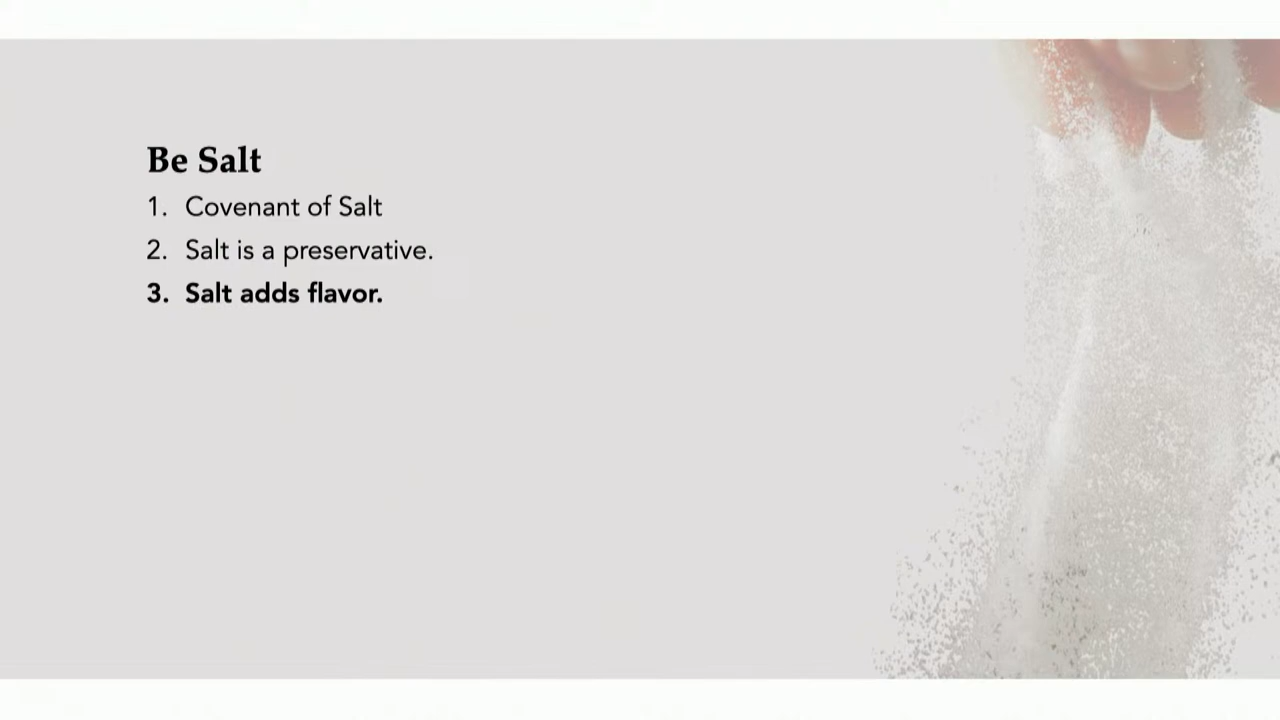 Be Salt
1. Covenant of Salt
2. Salt is a preservative.
3. Salt adds flavor.